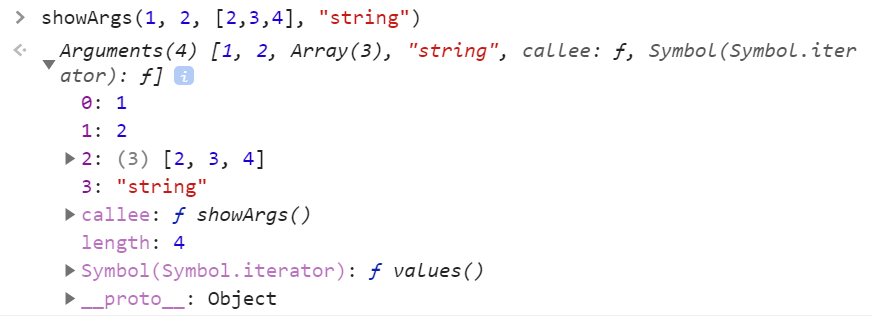 > showArgs(1, 2, [2,3,4], "string")
Arguments(4) [1, 2, Array(3), "string", callee: ƒ, Symbol(Symbol.iter
ator): ƒ] i
0: 1
1: 2
2: (3) [2, 3, 4]
3: "string"
callee: ƒ showArgs()
length: 4
Symbol(Symbol.iterator): ƒ values()
__proto__: Object